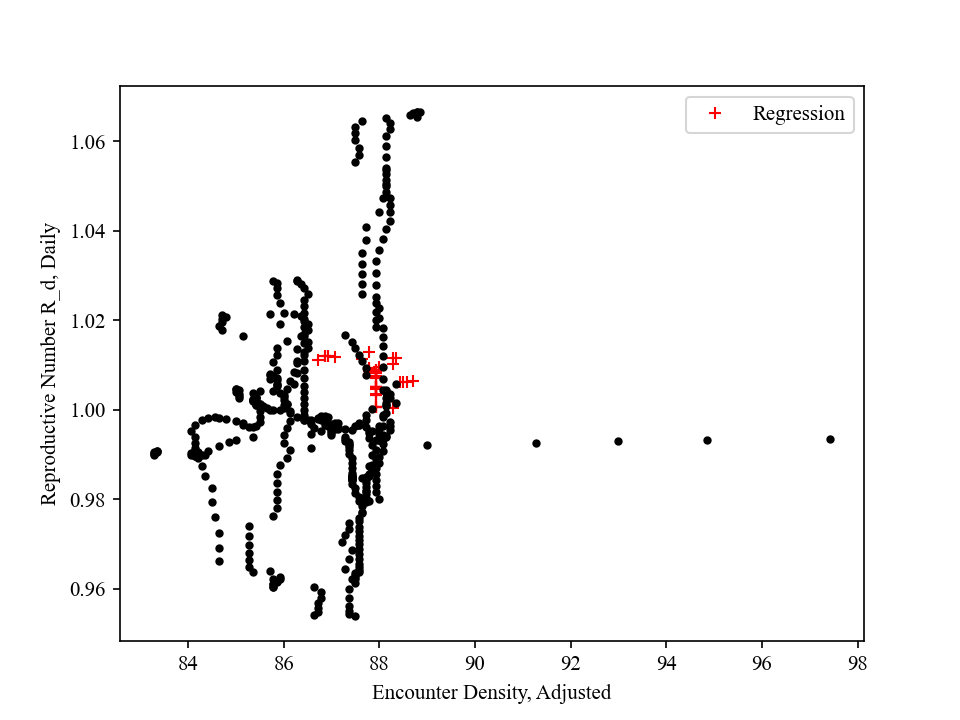 Regression
1.06
1.04
1.02
1.00
0.98
0.96
Reproductive Number R_d, Daily
84 86 88 90 92 94 96 98
Encounter Density, Adjusted